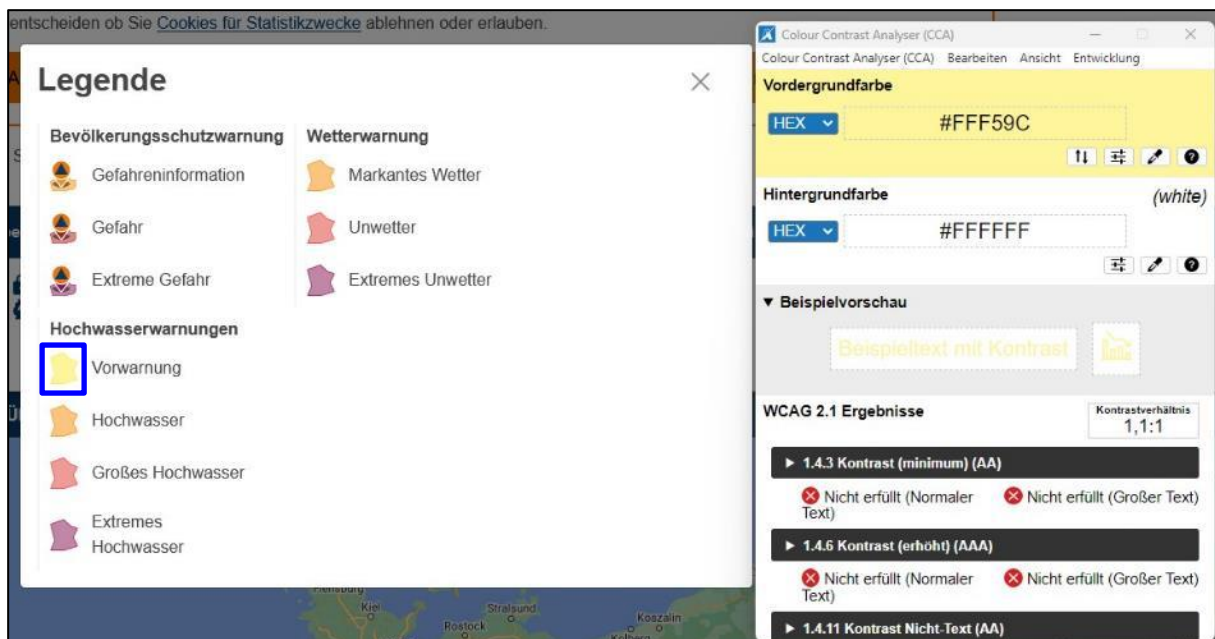 entscheiden ob Sie Cookies für Statistikzwecke ablehnen oder erlauben.
Legende
Bevölkerungsschutzwarnung
Gefahreninformation
Gefahr
Extreme Gefahr
Wetterwarnung
Markantes Wetter
Unwetter
Extremes Unwetter
Hochwasserwarnungen
Vorwarnung
Hochwasser
Großes Hochwasser
Extremes
Hochwasser
Kiel
Stralsund
Rostock
Koszalin
Colour Contrast Analyser (CCA)
Colour Contrast Analyser (CCA) Bearbeiten Ansicht Entwicklung
Vordergrundfarbe
HEX #FFF59C
Hintergrundfarbe (white)
HEX #FFFFFF
▼ Beispielvorschau
Beispieltext mit Kontrast
WCAG 2.1 Ergebnisse
Kontrastverhältnis
1,1:1
1.4.3 Kontrast (minimum) (AA)
Nicht erfüllt (Normaler
Text)
Nicht erfüllt (Großer Text)
1.4.6 Kontrast (erhöht) (AAA)
Nicht erfüllt (Normaler
Text)
Nicht erfüllt (Großer Text)
1.4.11 Kontrast Nicht-Text (AA)